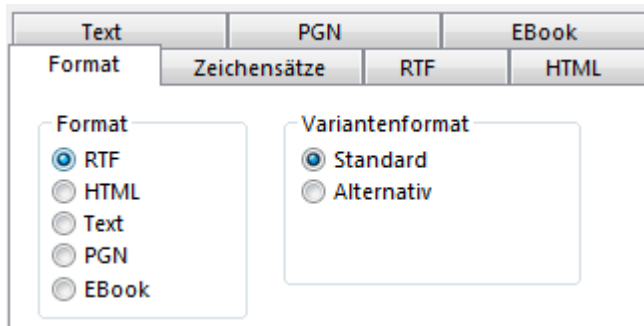 Text PGN EBook
Format Zeichensätze RTF HTML
Format
RTF
HTML
Text
PGN
EBook
Variantenformat
Standard
Alternativ